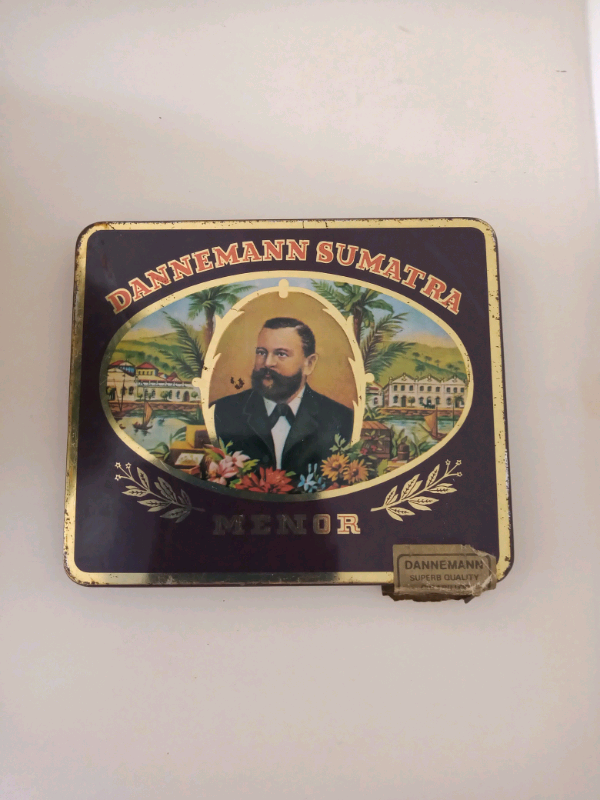 DANNEMANN SUMATRA
MENOR
DANNEMANN
SUPERB QUALITY